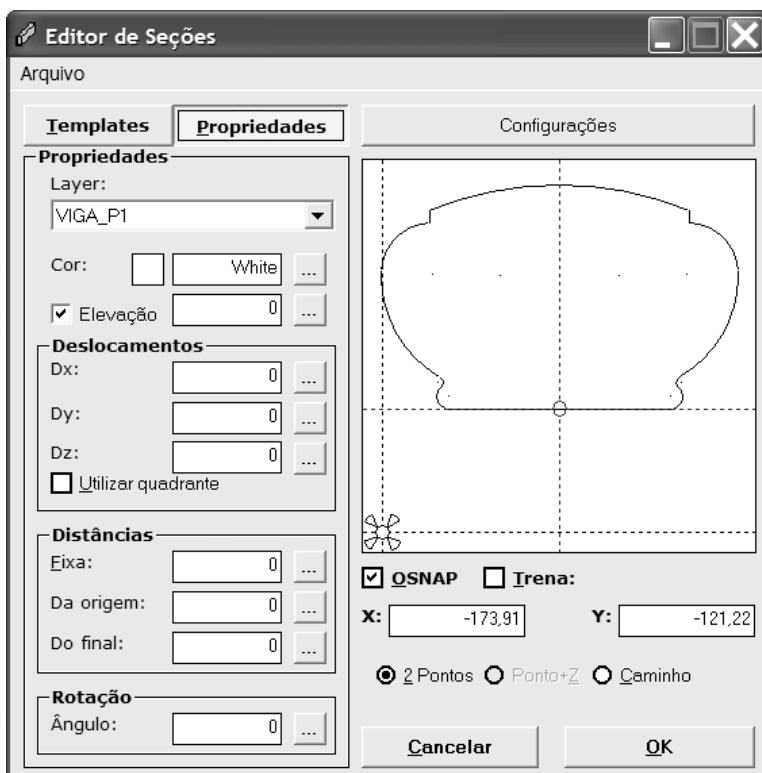 Editor de Seções
Arquivo
Templates Propriedades Configurações
Propriedades
Layer:
VIGA_P1
Cor: White ...
Elevação 0 ...
Deslocamentos
Dx: 0 ...
Dy: 0 ...
Dz: 0 ...
Utilizar quadrante
Distâncias
Fixa: 0 ...
Da origem: 0 ...
Do final: 0 ...
Rotação
Ângulo: 0 ...
OSNAP Trena:
X: -173,91 Y: -121,22
2 Pontos Ponto+Z Caminho
Cancelar OK